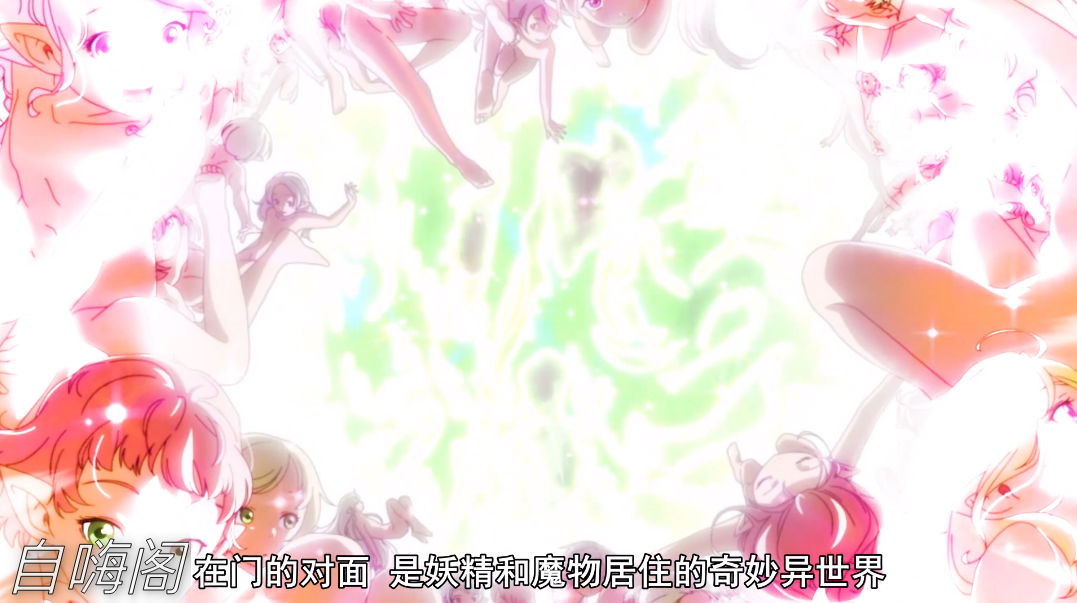 自嗨阁
在门的对面 是妖精和魔物居住的奇妙异世界